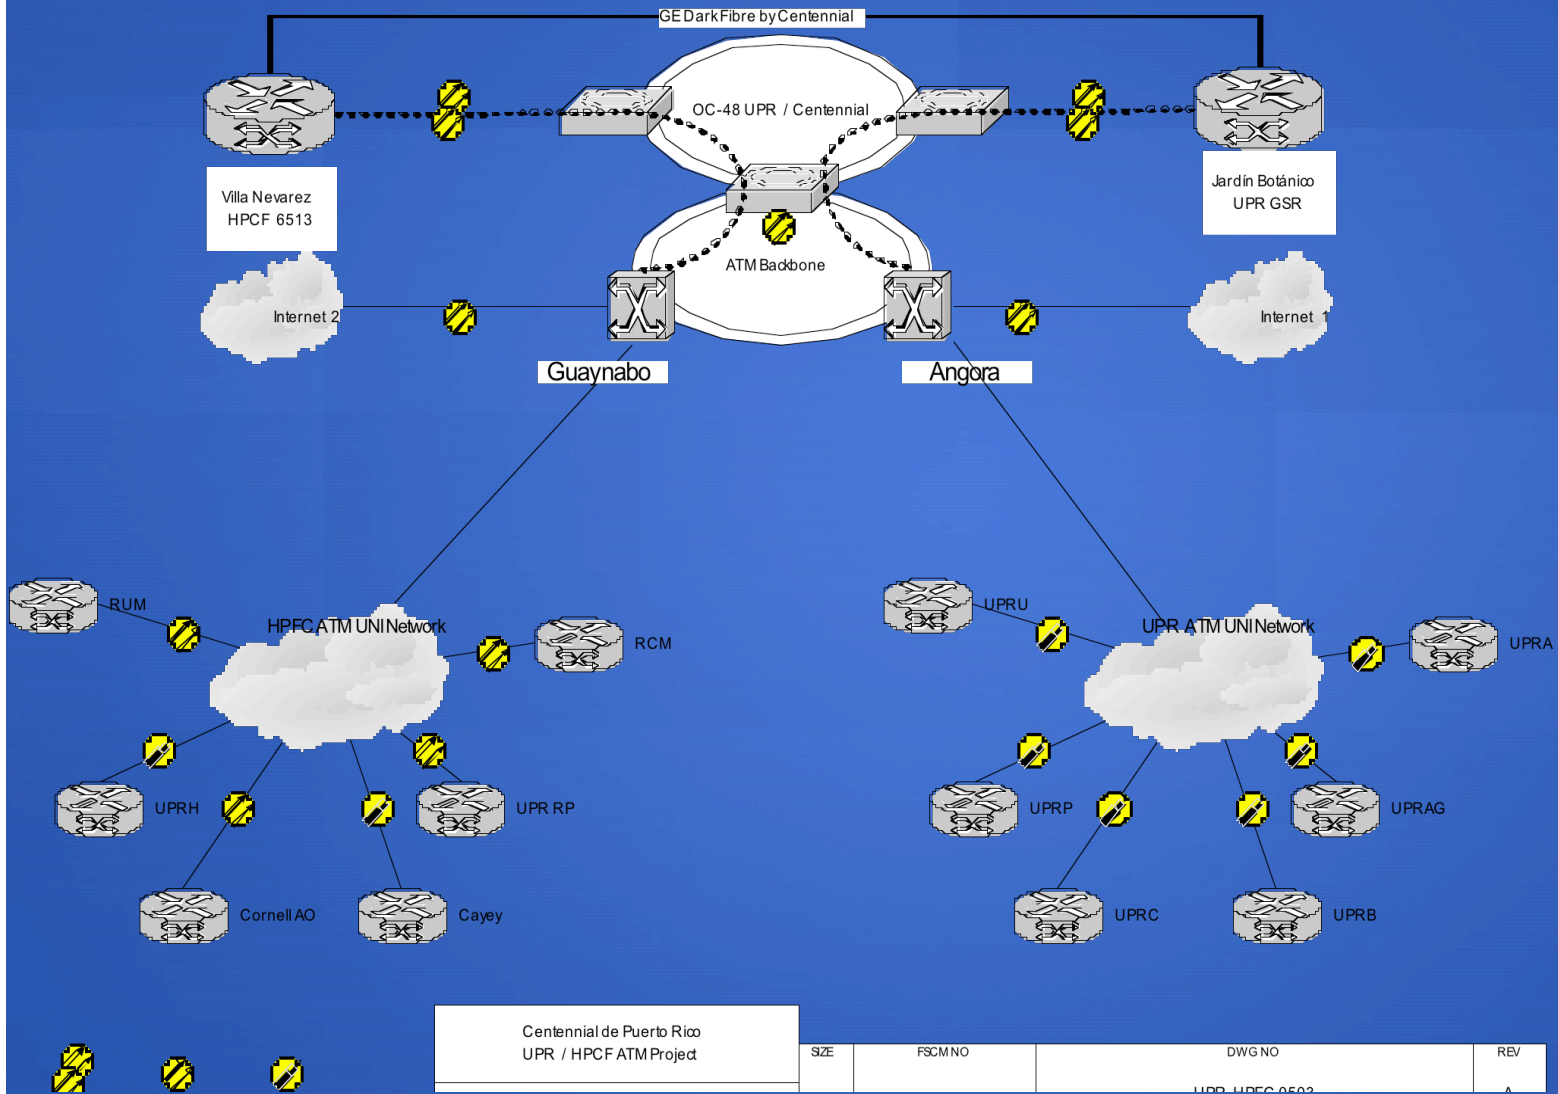 GE Dark Fibre by Centennial
OC-48 UPR / Centennial
Villa Nevarez
HPCF 6513
Jardín Botánico
UPR GSR
ATM Backbone
Internet 2
Internet 1
Guaynabo
Angora
RUM
HPFC ATM UNI Network
RCM
UPRU
UPR ATM UNI Network
UPRA
UPRH
UPR RP
UPRP
UPRAG
Cornell AO
Cayey
UPRC
UPRB
Centennial de Puerto Rico
UPR / HPCF ATM Project
SIZE
FSCM NO
DWG NO
REV
UPR HPFC 0503
A